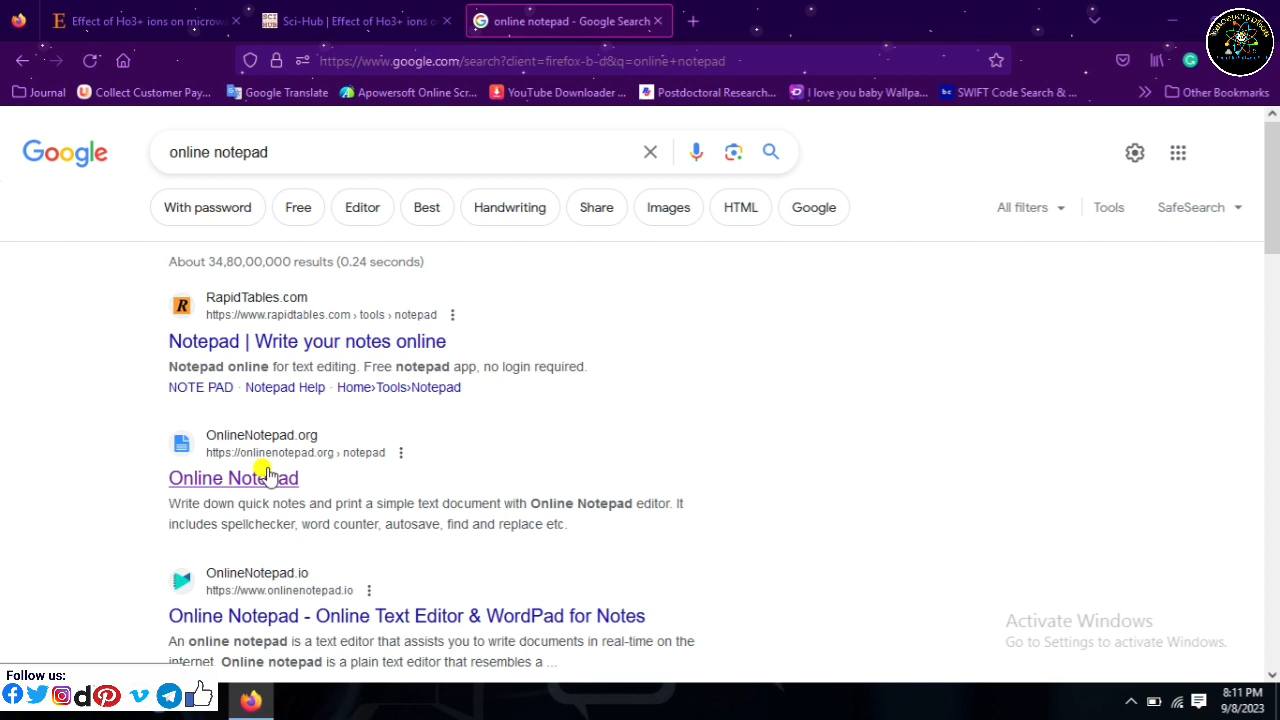 Effect of Ho3+ ions on microw
Sci-Hub | Effect of Ho3+ ions o
online notepad - Google Search
https://www.google.com/search?client=firefox-b-d&q=online+notepad
Journal
Collect Customer Pay...
Google Translate
Apowersoft Online Scr...
YouTube Downloader ...
Postdoctoral Research...
I love you baby Wallpa...
SWIFT Code Search & ...
Other Bookmarks
Google
online notepad
With password
Free
Editor
Best
Handwriting
Share
Images
HTML
Google
All filters
Tools
SafeSearch
About 34,80,00,000 results (0.24 seconds)
RapidTables.com
https://www.rapidtables.com › tools › notepad
Notepad | Write your notes online
Notepad online for text editing. Free notepad app, no login required.
NOTE PAD · Notepad Help · Home›Tools›Notepad
OnlineNotepad.org
https://onlinenotepad.org › notepad
Online Notepad
Write down quick notes and print a simple text document with Online Notepad editor. It
includes spellchecker, word counter, autosave, find and replace etc.
OnlineNotepad.io
https://www.onlinenotepad.io
Online Notepad - Online Text Editor & WordPad for Notes
An online notepad is a text editor that assists you to write documents in real-time on the
internet. Online notepad is a plain text editor that resembles a ...
Activate Windows
Go to Settings to activate Windows.
Follow us:
8:11 PM
9/8/2023